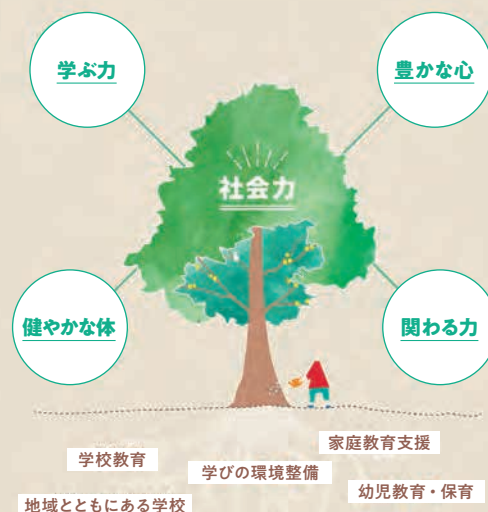 学ぶ力
豊かな心
社会力
健やかな体
関わる力
家庭教育支援
学校教育
学びの環境整備
幼児教育・保育
地域とともにある学校